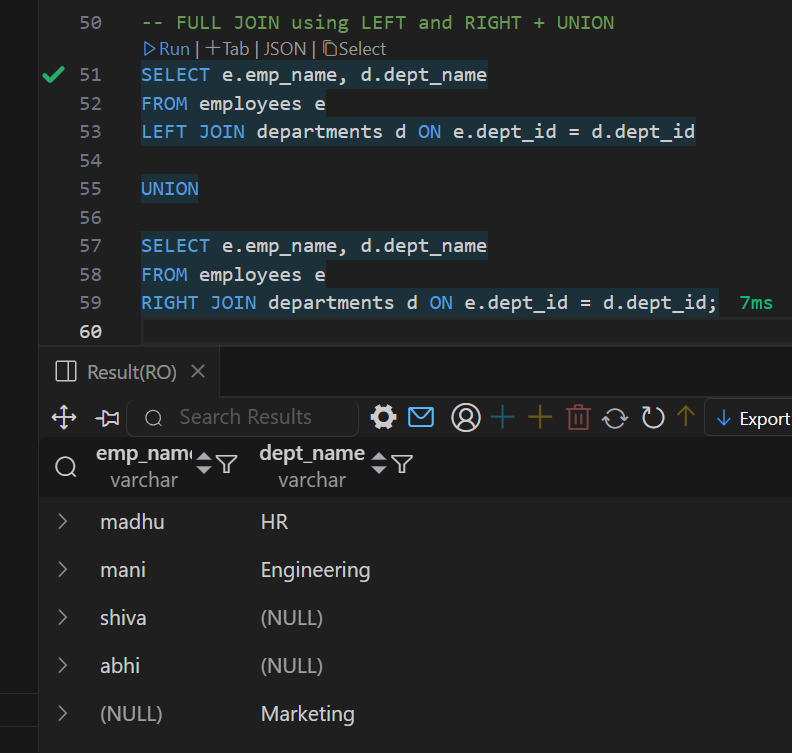 50 -- FULL JOIN using LEFT and RIGHT + UNION
Run | Tab | JSON | Select
51 SELECT e.emp_name, d.dept_name
52 FROM employees e
53 LEFT JOIN departments d ON e.dept_id = d.dept_id
54
55 UNION
56
57 SELECT e.emp_name, d.dept_name
58 FROM employees e
59 RIGHT JOIN departments d ON e.dept_id = d.dept_id; 7ms
60
Result(RO)
Search Results Export
emp_name dept_name
varchar varchar
madhu HR
mani Engineering
shiva (NULL)
abhi (NULL)
(NULL) Marketing